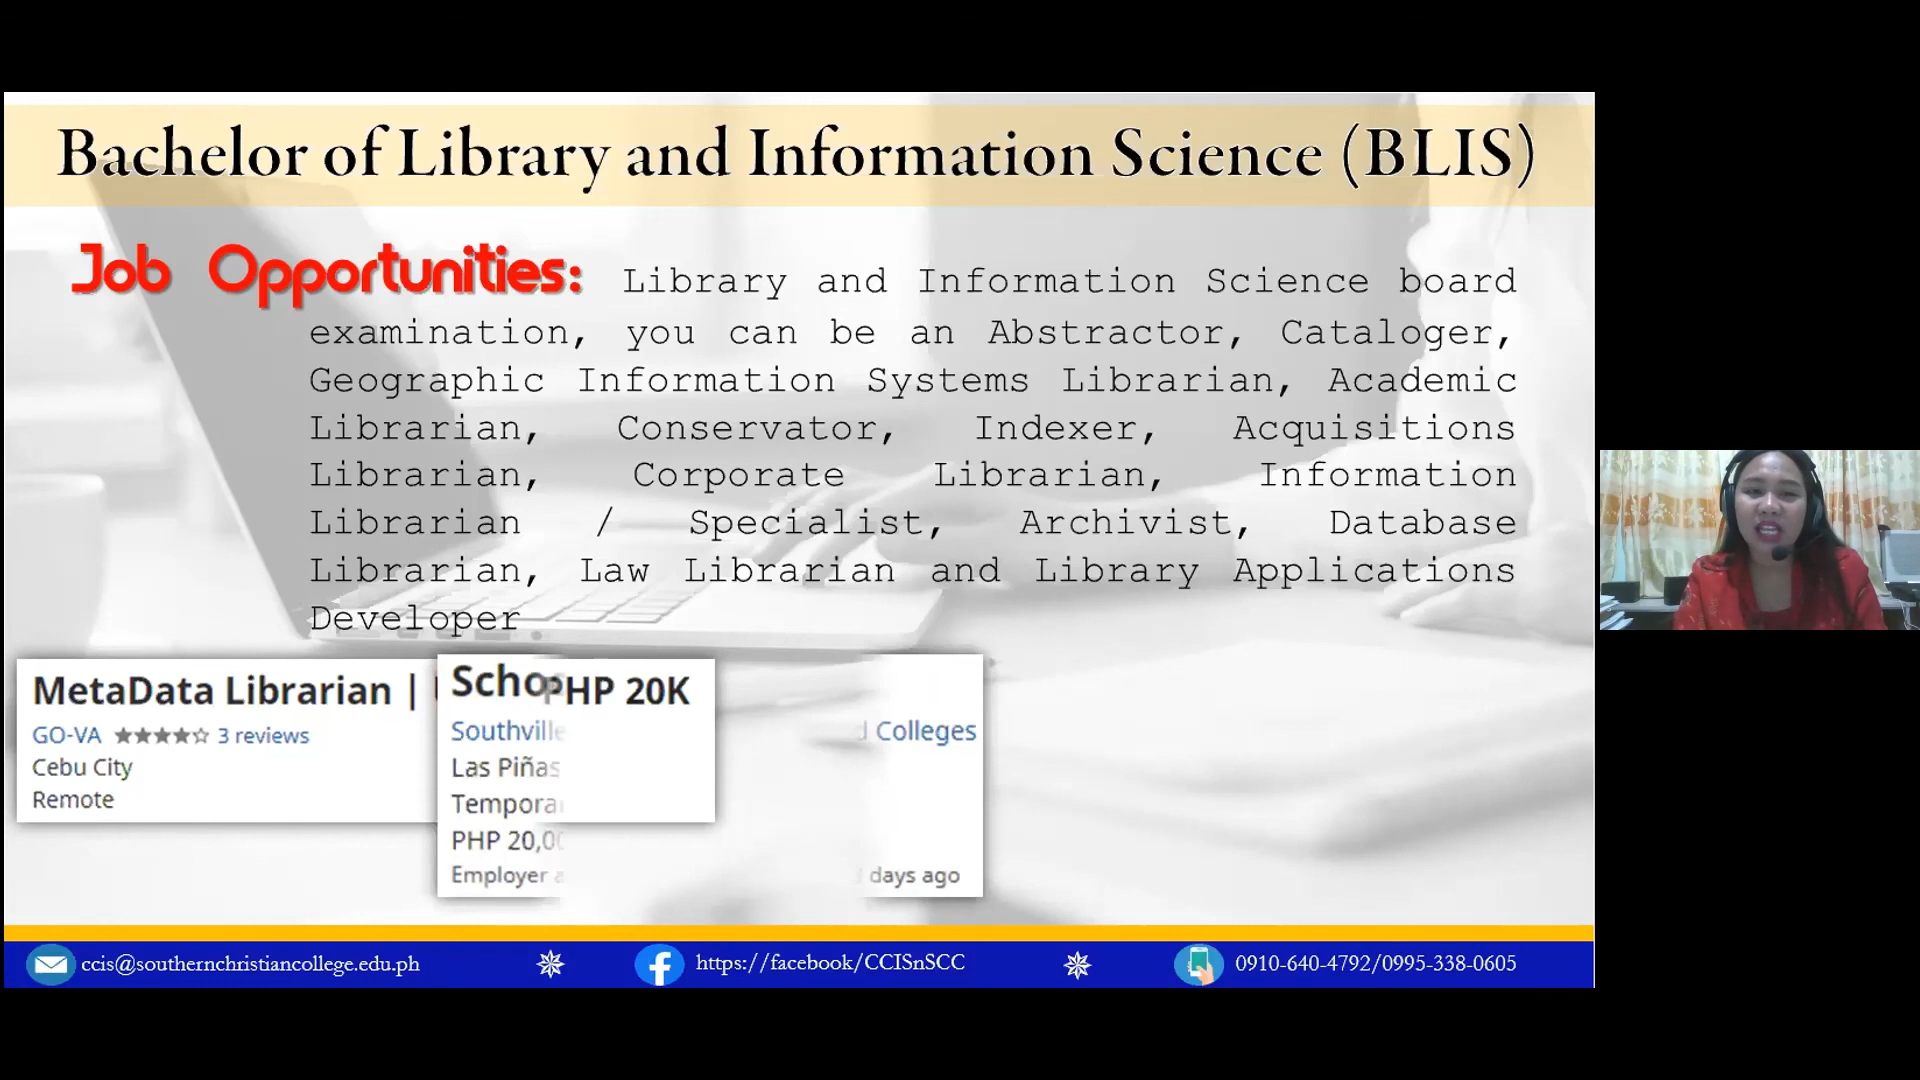 Bachelor of Library and Information Science (BLIS)
Job Opportunities: Library and Information Science board
examination, you can be an Abstractor, Cataloger,
Geographic Information Systems Librarian, Academic
Librarian, Conservator, Indexer, Acquisitions
Librarian, Corporate Librarian, Information
Librarian / Specialist, Archivist, Database
Librarian, Law Librarian and Library Applications
Developer
MetaData Librarian |
GO-VA ★★★★☆ 3 reviews
Cebu City
Remote
PHP 20K
Colleges
Las Piñas
PHP
Employer
days ago
ccis@southernchristiancollege.edu.ph
https://facebook/CCISnSCC
0910-640-4792/0995-338-0605